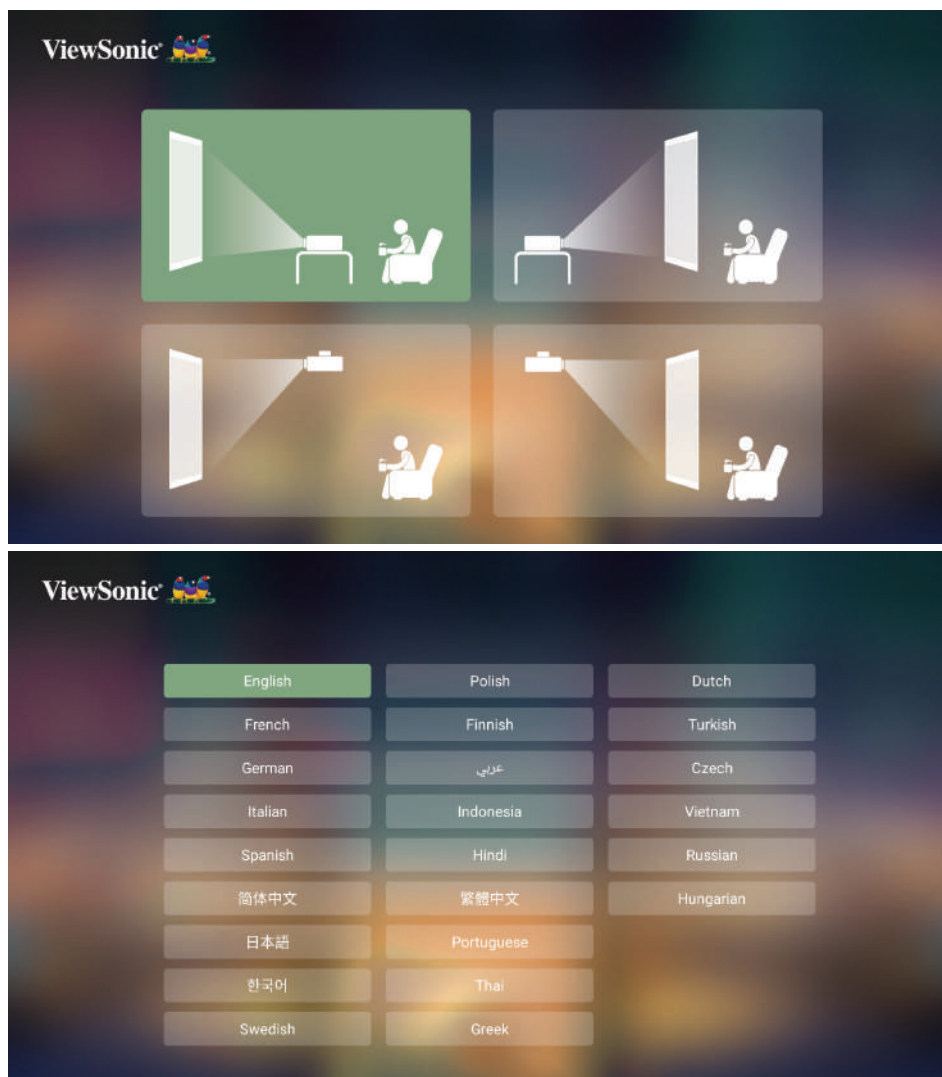 ViewSonic®
ViewSonic®
English Polish Dutch
French Finnish Turkish
German عربي Czech
Italian Indonesia Vietnam
Spanish Hindi Russian
简体中文 繁體中文 Hungarian
日本語 Portuguese
한국어 Thai
Swedish Greek